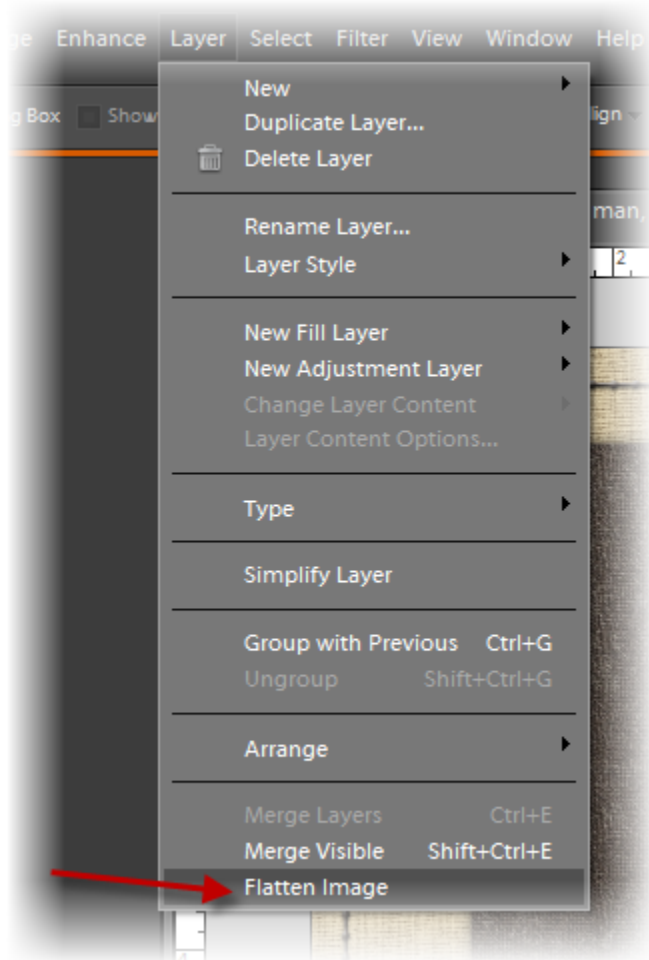 Enhance Layer Select Filter View Window Help
Box Show
New
Duplicate Layer...
Delete Layer
Rename Layer...
man,
Layer Style
2
New Fill Layer
New Adjustment Layer
Change Layer Content
Layer Content Options...
Type
Simplify Layer
Group with Previous Ctrl+G
Ungroup Shift+Ctrl+G
Arrange
Merge Layers Ctrl+E
Merge Visible Shift+Ctrl+E
Flatten Image